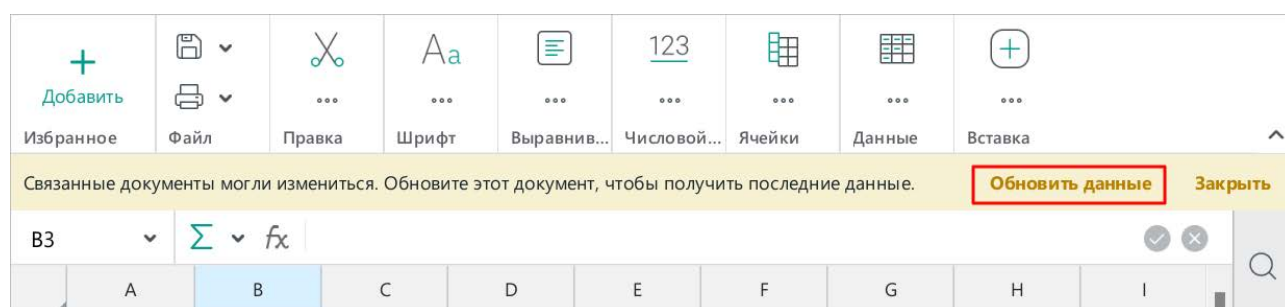 Aa 123
Добавить
Избранное Файл Правка Шрифт Выравнив... Числовой... Ячейки Данные Вставка
Связанные документы могли измениться. Обновите этот документ, чтобы получить последние данные. Обновить данные Закрыть
B3 Σ fx
A B C D E F G H I